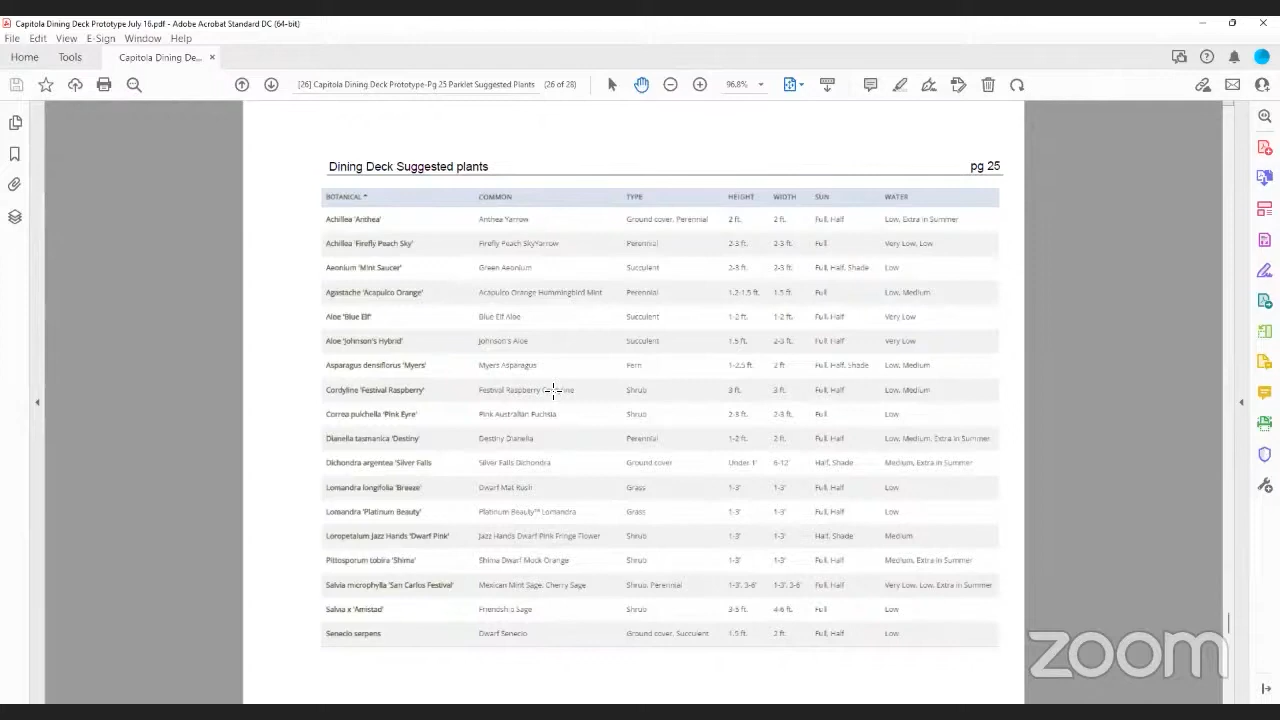 Capitola Dining Deck Prototype July 16.pdf - Adobe Acrobat Standard DC (64-bit)
File Edit View E-Sign Window Help
Home Tools Capitola Dining De... ×
[26] Capitola Dining Deck Prototype-Pg 25 Parklet Suggested Plants (26 of 28) 96.8%
Dining Deck Suggested plants pg 25
BOTANICAL COMMON TYPE HEIGHT WIDTH SUN WATER
Achillea 'Anthea' Anthea Yarrow Ground cover, Perennial 2 ft. 2 ft. Full, Half Low, Extra in Summer
Achillea 'Firefly Peach Sky' Firefly Peach SkyYarrow Perennial 2-3 ft. 2-3 ft. Full Very Low, Low
Aeonium 'Mint Saucer' Green Aeonium Succulent 2-3 ft. 2-3 ft. Full, Half, Shade Low
Agastache 'Acapulco Orange' Acapulco Orange Hummingbird Mint Perennial 1.2-1.5 ft. 1.5 ft. Full Low, Medium
Aloe 'Blue Elf' Blue Elf Aloe Succulent 1-2 ft. 1-2 ft. Full, Half Very Low
Aloe 'Johnson's Hybrid' Johnson's Aloe Succulent 1.5 ft. 2-3 ft. Full, Half Very Low
Asparagus densiflorus 'Myers' Myers Asparagus Fern 1-2.5 ft. 2 ft Full, Half, Shade Low, Medium
Cordyline 'Festival Raspberry' Festival Raspberry Shrub 3 ft. 3 ft. Full, Half Low, Medium
Correa pulchella 'Pink Eyre' Pink Australian Fuchsia Shrub 2-3 ft. 2-3 ft. Full Low
Dianella tasmanica 'Destiny' Destiny Dianella Perennial 1-2 ft. 2 ft. Full, Half Low, Medium, Extra in Summer
Dichondra argentea 'Silver Falls Silver Falls Dichondra Ground cover Under 1' 6-12' Half, Shade Medium, Extra in Summer
Lomandra longifolia 'Breeze' Dwarf Mat Rush Grass 1-3' 1-3' Full, Half Low
Lomandra 'Platinum Beauty' Platinum Beauty™ Lomandra Grass 1-3' 1-3' Full, Half Low
Loropetalum Jazz Hands 'Dwarf Pink' Jazz Hands Dwarf Pink Fringe Flower Shrub 1-3' 1-3' Half, Shade Medium
Pittosporum tobira 'Shima' Shima Dwarf Mock Orange Shrub 1-3' 1-3' Full, Half Medium, Extra in Summer
Salvia microphylla 'San Carlos Festival' Mexican Mint Sage, Cherry Sage Shrub, Perennial 1-3', 3-6' 1-3', 3-6' Full, Half Very Low, Low, Extra in Summer
Salvia x 'Amistad' Friendship Sage Shrub 3-5 ft. 4-6 ft. Full Low
Senecio serpens Dwarf Senecio Ground cover, Succulent 1.5 ft. 2 ft. Full, Half Low
zoom